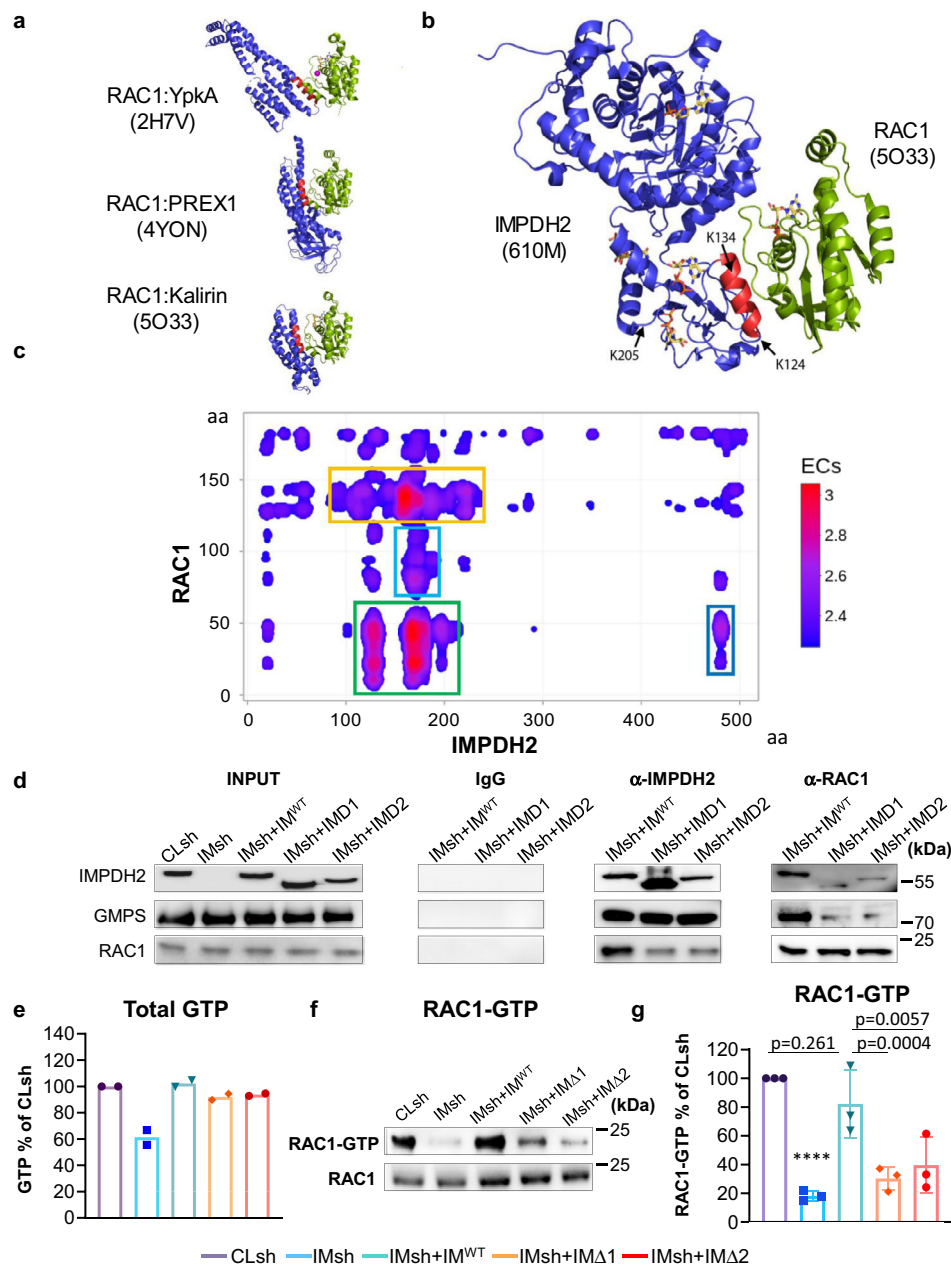 a
RAC1:YpkA
(2H7V)
RAC1:PREX1
(4YON)
RAC1:Kalirin
(5O33)
b
RAC1
(5O33)
IMPDH2
(610M)
K134
K205
K124
c
aa
150
100
50
0
RAC1
0
100
200
300
400
500
aa
IMPDH2
ECs
3
2.8
2.6
2.4
d
INPUT
IgG
α-IMPDH2
α-RAC1
CLsh
IMsh
IMsh+IMWT
IMsh+IMD1
IMsh+IMD2
IMsh+IMWT
IMsh+IMD1
IMsh+IMD2
IMsh+IMWT
IMsh+IMD1
IMsh+IMD2
IMsh+IMWT
IMsh+IMD1
IMsh+IMD2
(kDa)
IMPDH2
55
GMPS
70
25
RAC1
e
Total GTP
GTP % of CLsh
140
120
100
80
60
40
20
0
f
RAC1-GTP
CLsh
IMsh
IMsh+IMWT
IMsh+IMΔ1
IMsh+IMΔ2
(kDa)
RAC1-GTP
25
25
RAC1
g
RAC1-GTP
p=0.0057
p=0.261
p=0.0004
RAC1-GTP % of CLsh
120
100
80
60
40
20
0
****
CLsh IMsh IMsh+IMWT IMsh+IMΔ1 IMsh+IMΔ2